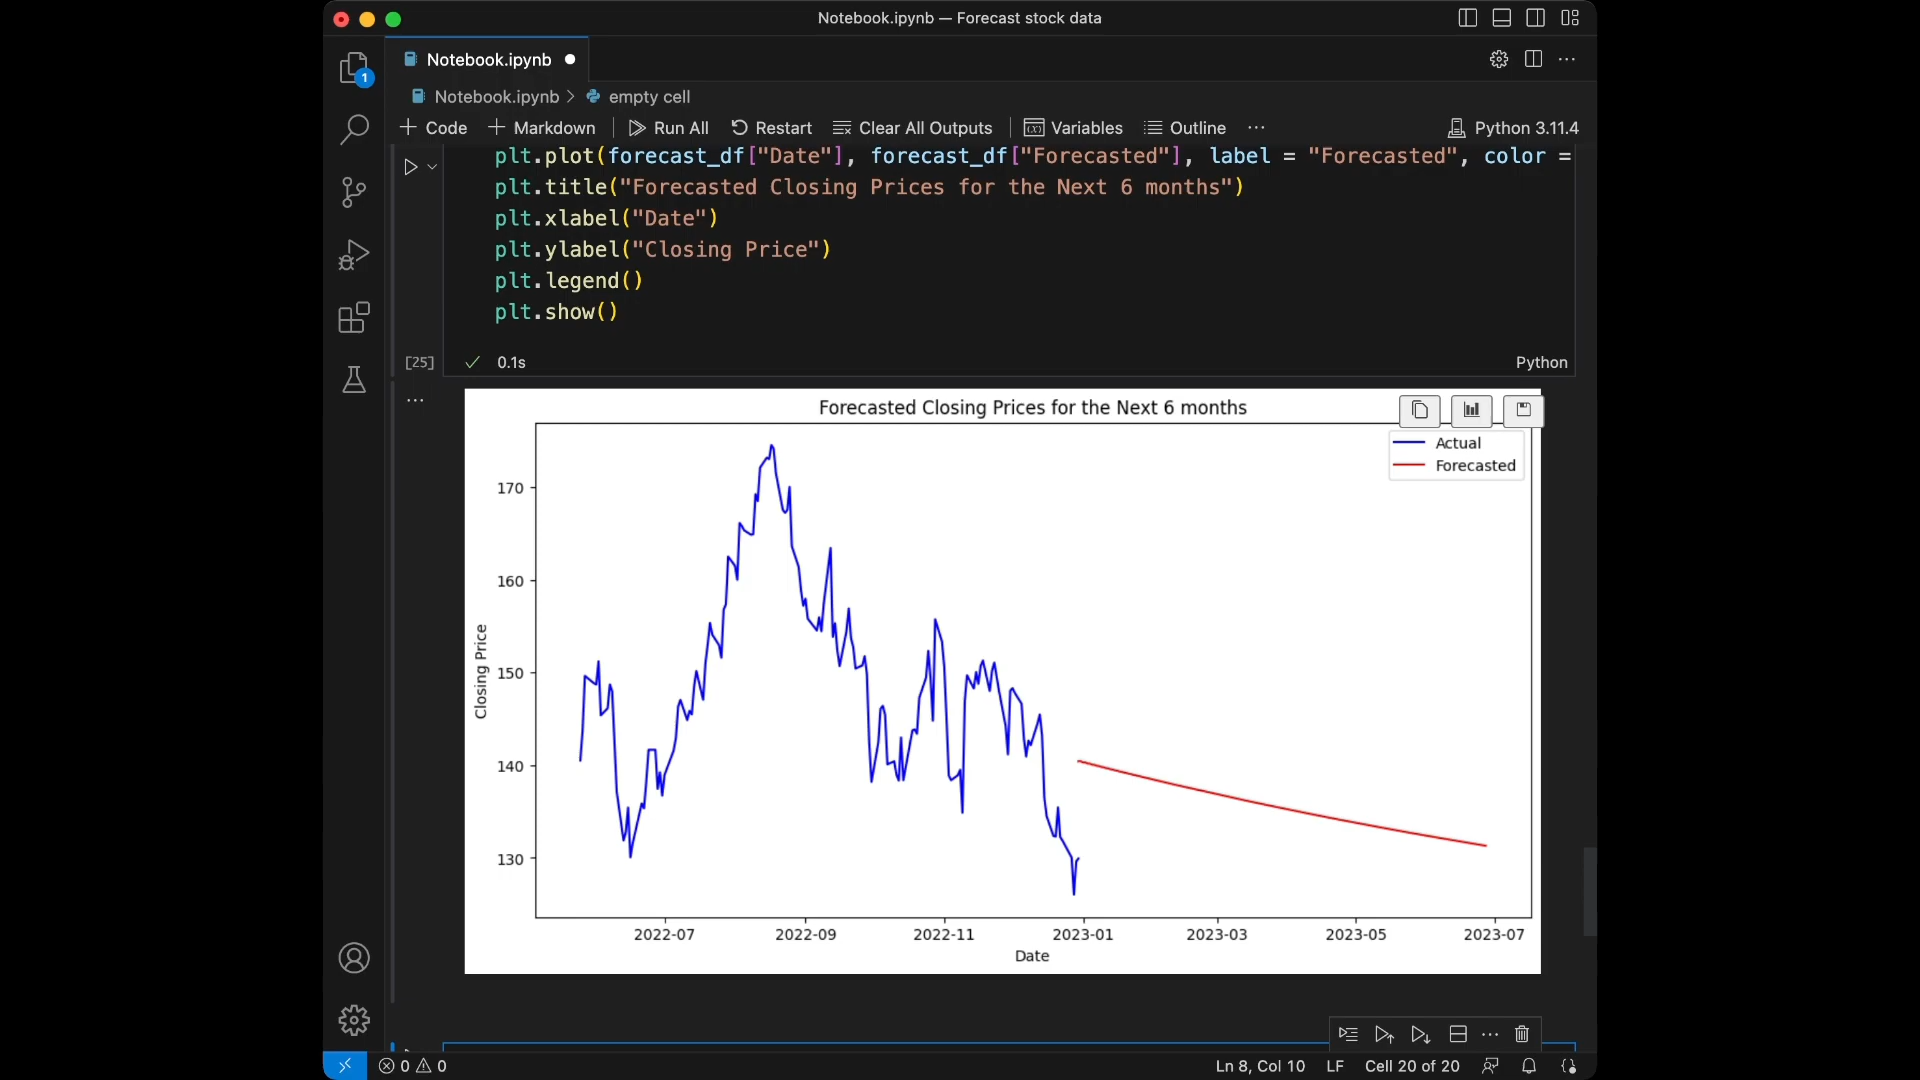 Notebook.ipynb — Forecast stock data
Notebook.ipynb
1
Notebook.ipynb > empty cell
Code Markdown Run All Restart Clear All Outputs Variables Outline ... Python 3.11.4
plt.plot(forecast_df["Date"], forecast_df["Forecasted"], label = "Forecasted", color =
plt.title("Forecasted Closing Prices for the Next 6 months")
plt.xlabel("Date")
plt.ylabel("Closing Price")
plt.legend()
plt.show()
[25] 0.1s Python
Forecasted Closing Prices for the Next 6 months
Actual
Forecasted
170
160
150
140
130
Closing Price
2022-07 2022-09 2022-11 2023-01 2023-03 2023-05 2023-07
Date
0 0 Ln 8, Col 10 LF Cell 20 of 20